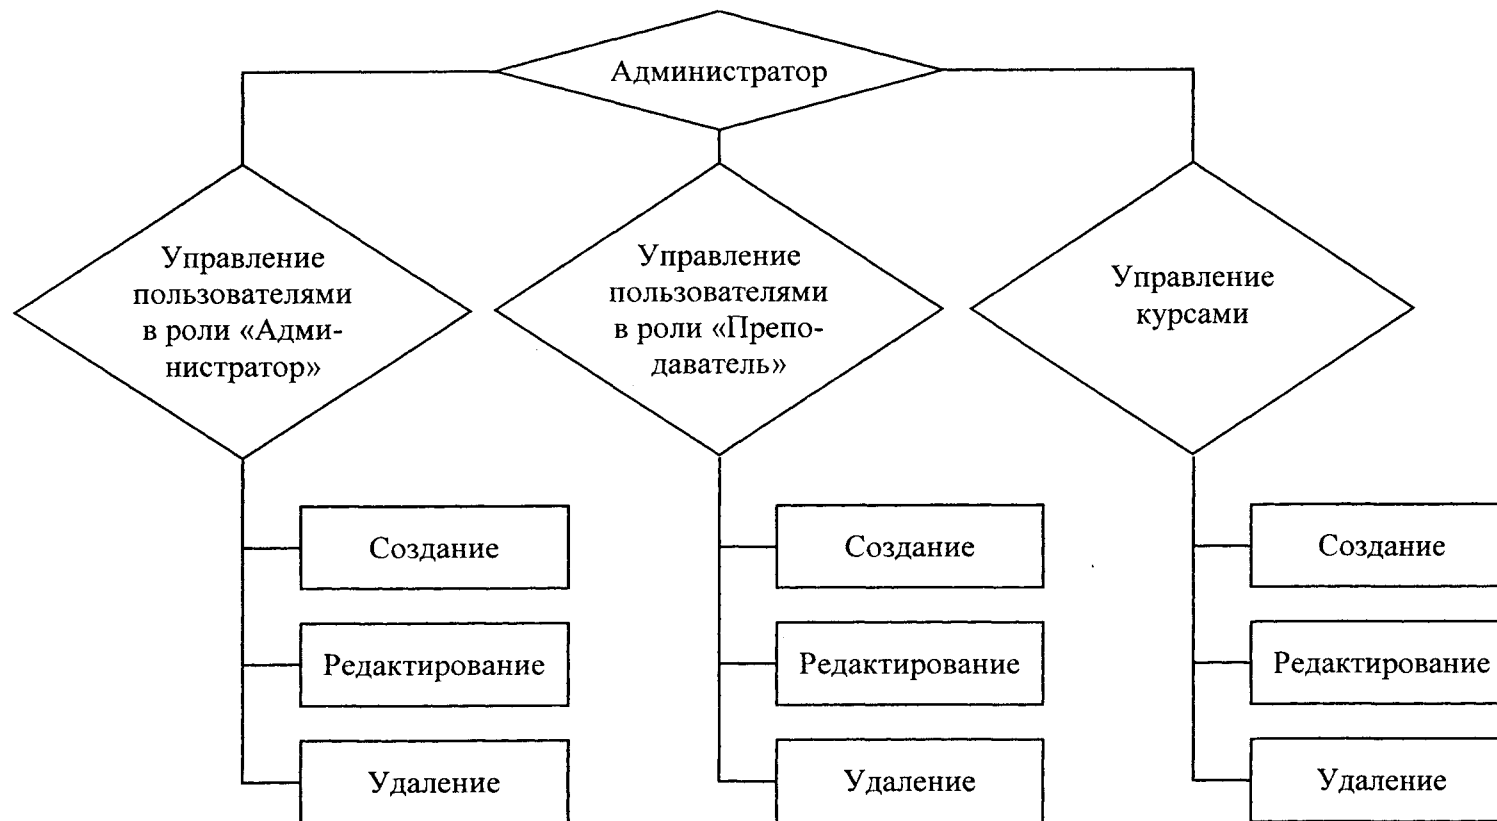 Администратор
Управление
пользователями
в роли «Адми-
нистратор»
Управление
пользователями
в роли «Препо-
даватель»
Управление
курсами
Создание
Редактирование
Удаление
Создание
Редактирование
Удаление
Создание
Редактирование
Удаление